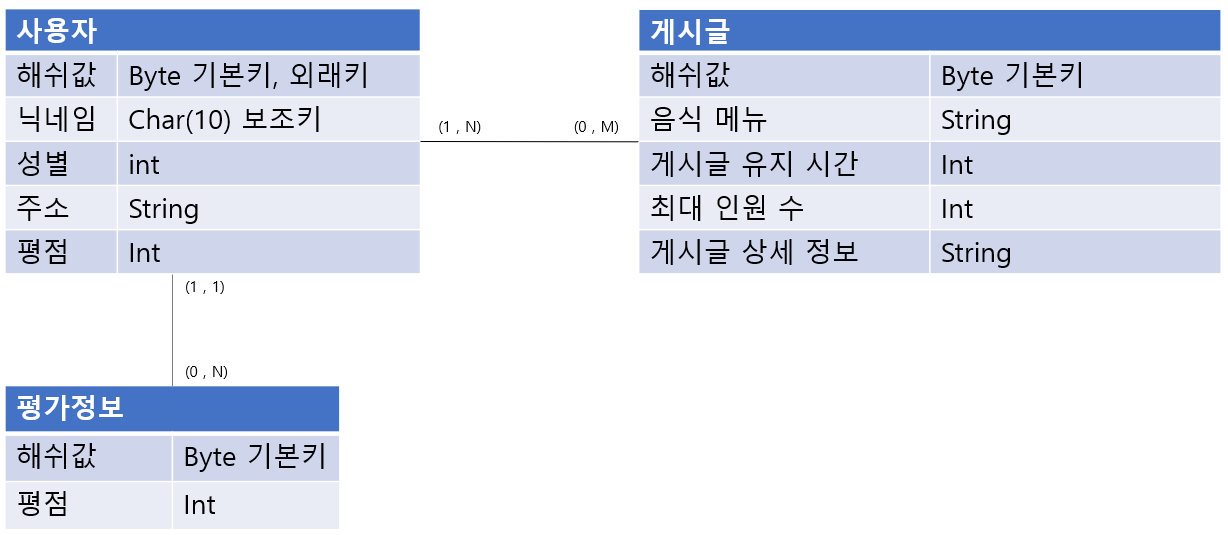 사용자
해쉬값 Byte 기본키, 외래키
닉네임 Char(10) 보조키
성별 int
주소 String
평점 Int
(1 , N) (0 , M)
게시글
해쉬값 Byte 기본키
음식 메뉴 String
게시글 유지 시간 Int
최대 인원 수 Int
게시글 상세 정보 String
(1 , 1)
(0 , N)
평가정보
해쉬값 Byte 기본키
평점 Int